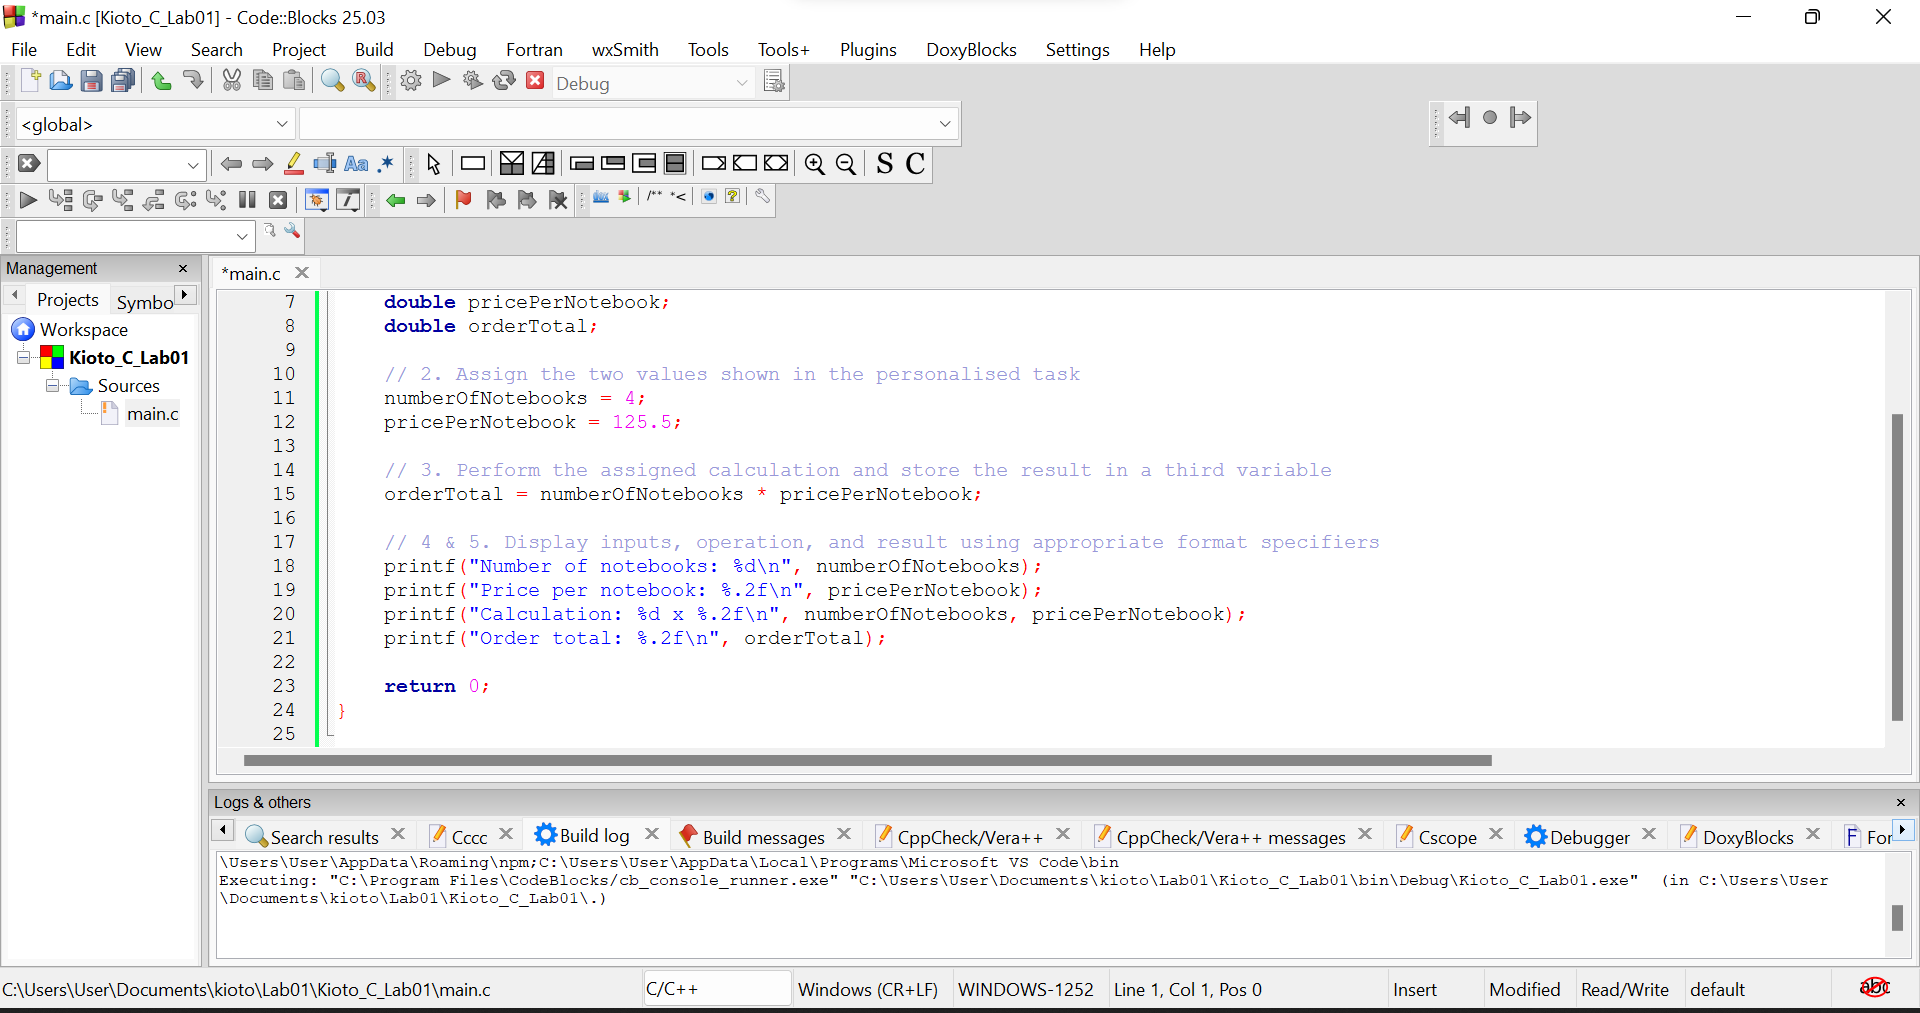 *main.c [Kioto_C_Lab01] - Code::Blocks 25.03
File Edit View Search Project Build Debug Fortran wxSmith Tools Tools+ Plugins DoxyBlocks Settings Help
Debug
<global>
Aa .* S C
/** *<
Management
*main.c
Projects Symbo
Workspace
Kioto_C_Lab01
Sources
main.c
7 double pricePerNotebook;
8 double orderTotal;
9
10 // 2. Assign the two values shown in the personalised task
11 numberOfNotebooks = 4;
12 pricePerNotebook = 125.5;
13
14 // 3. Perform the assigned calculation and store the result in a third variable
15 orderTotal = numberOfNotebooks * pricePerNotebook;
16
17 // 4 & 5. Display inputs, operation, and result using appropriate format specifiers
18 printf("Number of notebooks: %d\n", numberOfNotebooks);
19 printf("Price per notebook: %.2f\n", pricePerNotebook);
20 printf("Calculation: %d x %.2f\n", numberOfNotebooks, pricePerNotebook);
21 printf("Order total: %.2f\n", orderTotal);
22
23 return 0;
24 }
25
Logs & others
Search results Cccc Build log Build messages CppCheck/Vera++ CppCheck/Vera++ messages Cscope Debugger DoxyBlocks For
\Users\User\AppData\Roaming\npm;C:\Users\User\AppData\Local\Programs\Microsoft VS Code\bin
Executing: "C:\Program Files\CodeBlocks/cb_console_runner.exe" "C:\Users\User\Documents\kioto\Lab01\Kioto_C_Lab01\bin\Debug\Kioto_C_Lab01.exe" (in C:\Users\User
\Documents\kioto\Lab01\Kioto_C_Lab01\.)
C:\Users\User\Documents\kioto\Lab01\Kioto_C_Lab01\main.c C/C++ Windows (CR+LF) WINDOWS-1252 Line 1, Col 1, Pos 0 Insert Modified Read/Write default abc